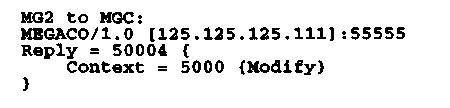 MG2 to MGC:
MEGACO/1.0 [125.125.125.111]:55555
Reply = 50004 {
Context = 5000 {Modify}
}